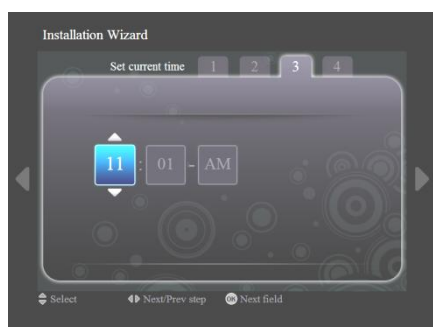 Installation Wizard
Set current time 1 2 3 4
11 : 01 - AM
Select Next/Prev step OK Next field